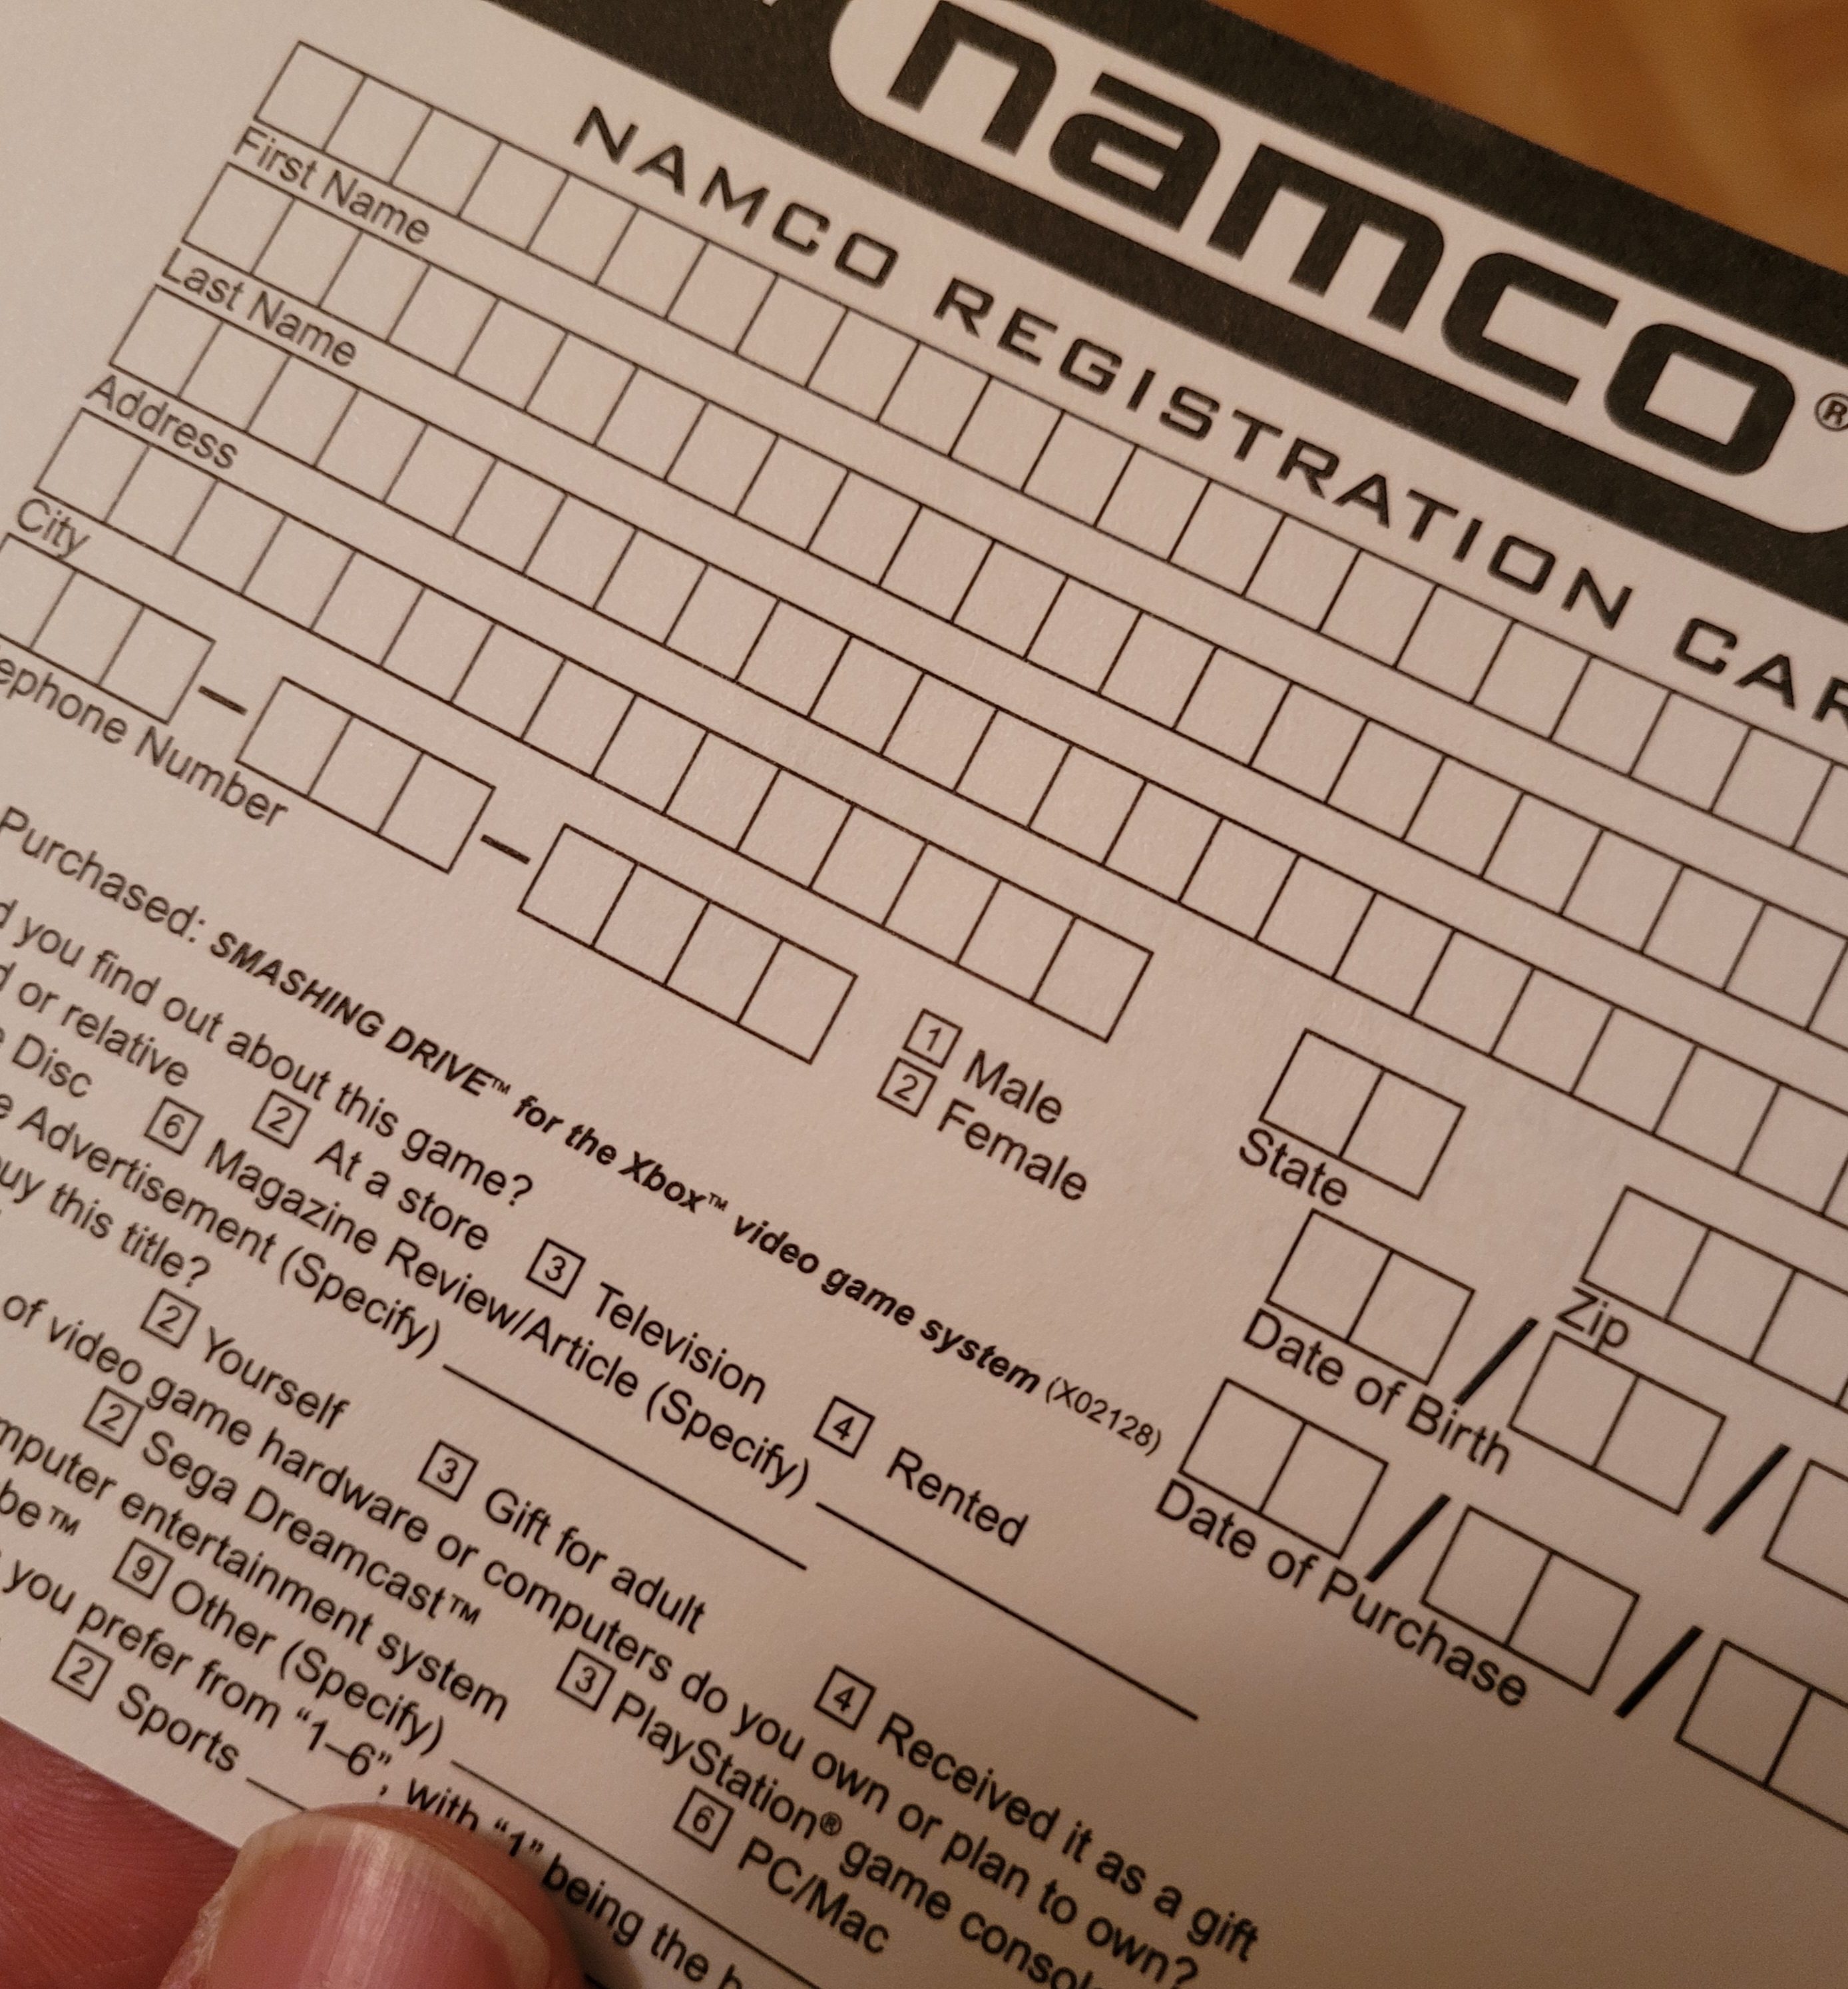 namco®
NAMCO REGISTRATION CAR
First Name
Last Name
Address
City
State
Zip
ephone Number
1 Male
2 Female
Date of Birth
/ /
Date of Purchase
/ /
Purchased: SMASHING DRIVE™ for the Xbox™ video game system (X02128)
d you find out about this game?
d or relative 2 At a store 3 Television 4 Rented
e Disc 6 Magazine Review/Article (Specify)
e Advertisement (Specify)
buy this title?
2 Yourself 3 Gift for adult 4 Received it as a gift
of video game hardware or computers do you own or plan to own?
2 Sega Dreamcast™ 3 PlayStation® game consol
mputer entertainment system 6 PC/Mac
be™ 9 Other (Specify)
you prefer from “1–6”, with “1” being the b
2 Sports